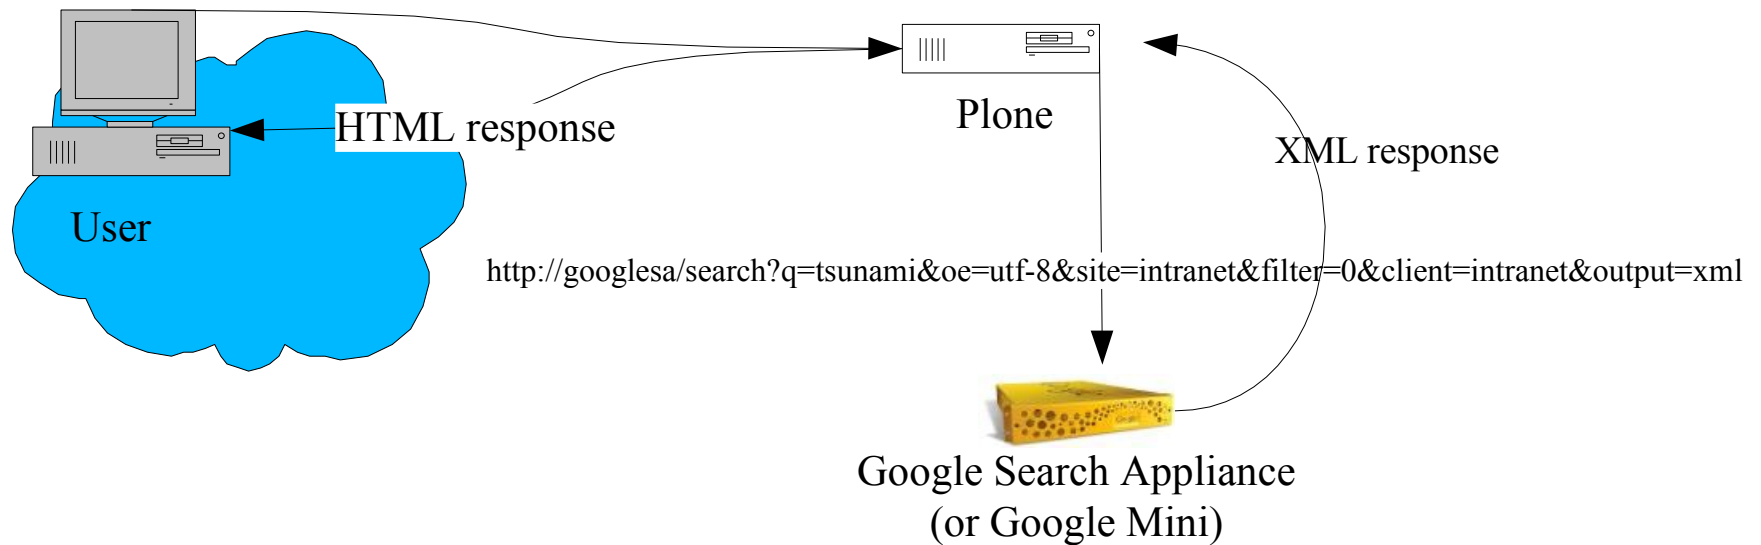 HTML response
Plone
XML response
User
http://googlesa/search?q=tsunami&oe=utf-8&site=intranet&filter=0&client=intranet&output=xml
Google
Google Search Appliance
(or Google Mini)